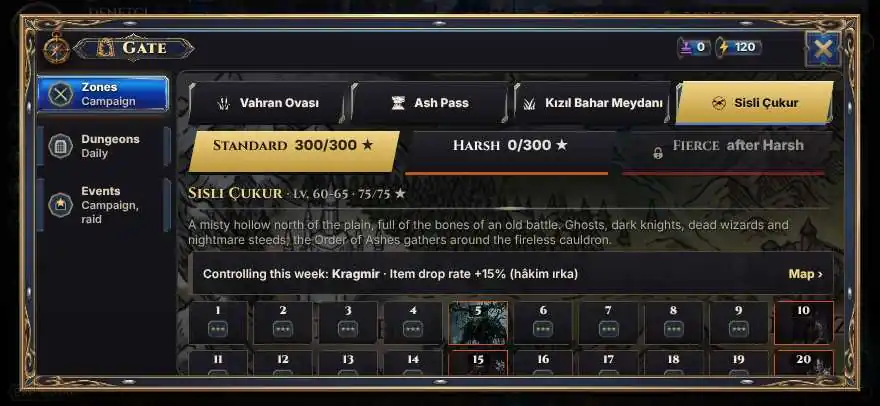 GATE
0
120
Zones
Campaign
Dungeons
Daily
Events
Campaign,
raid
Vahran Ovası
Ash Pass
Kızıl Bahar Meydanı
Sisli Çukur
STANDARD 300/300 ★
HARSH 0/300 ★
FIERCE after Harsh
SISLI ÇUKUR · LV. 60-65 · 75/75 ★
A misty hollow north of the plain, full of the bones of an old battle. Ghosts, dark knights, dead wizards and
nightmare steeds; the Order of Ashes gathers around the fireless cauldron.
Controlling this week: Kragmir · Item drop rate +15% (hâkim ırka)
Map ›
1 2 3 4 5 6 7 8 9 10
11 12 13 14 15 16 17 18 19 20